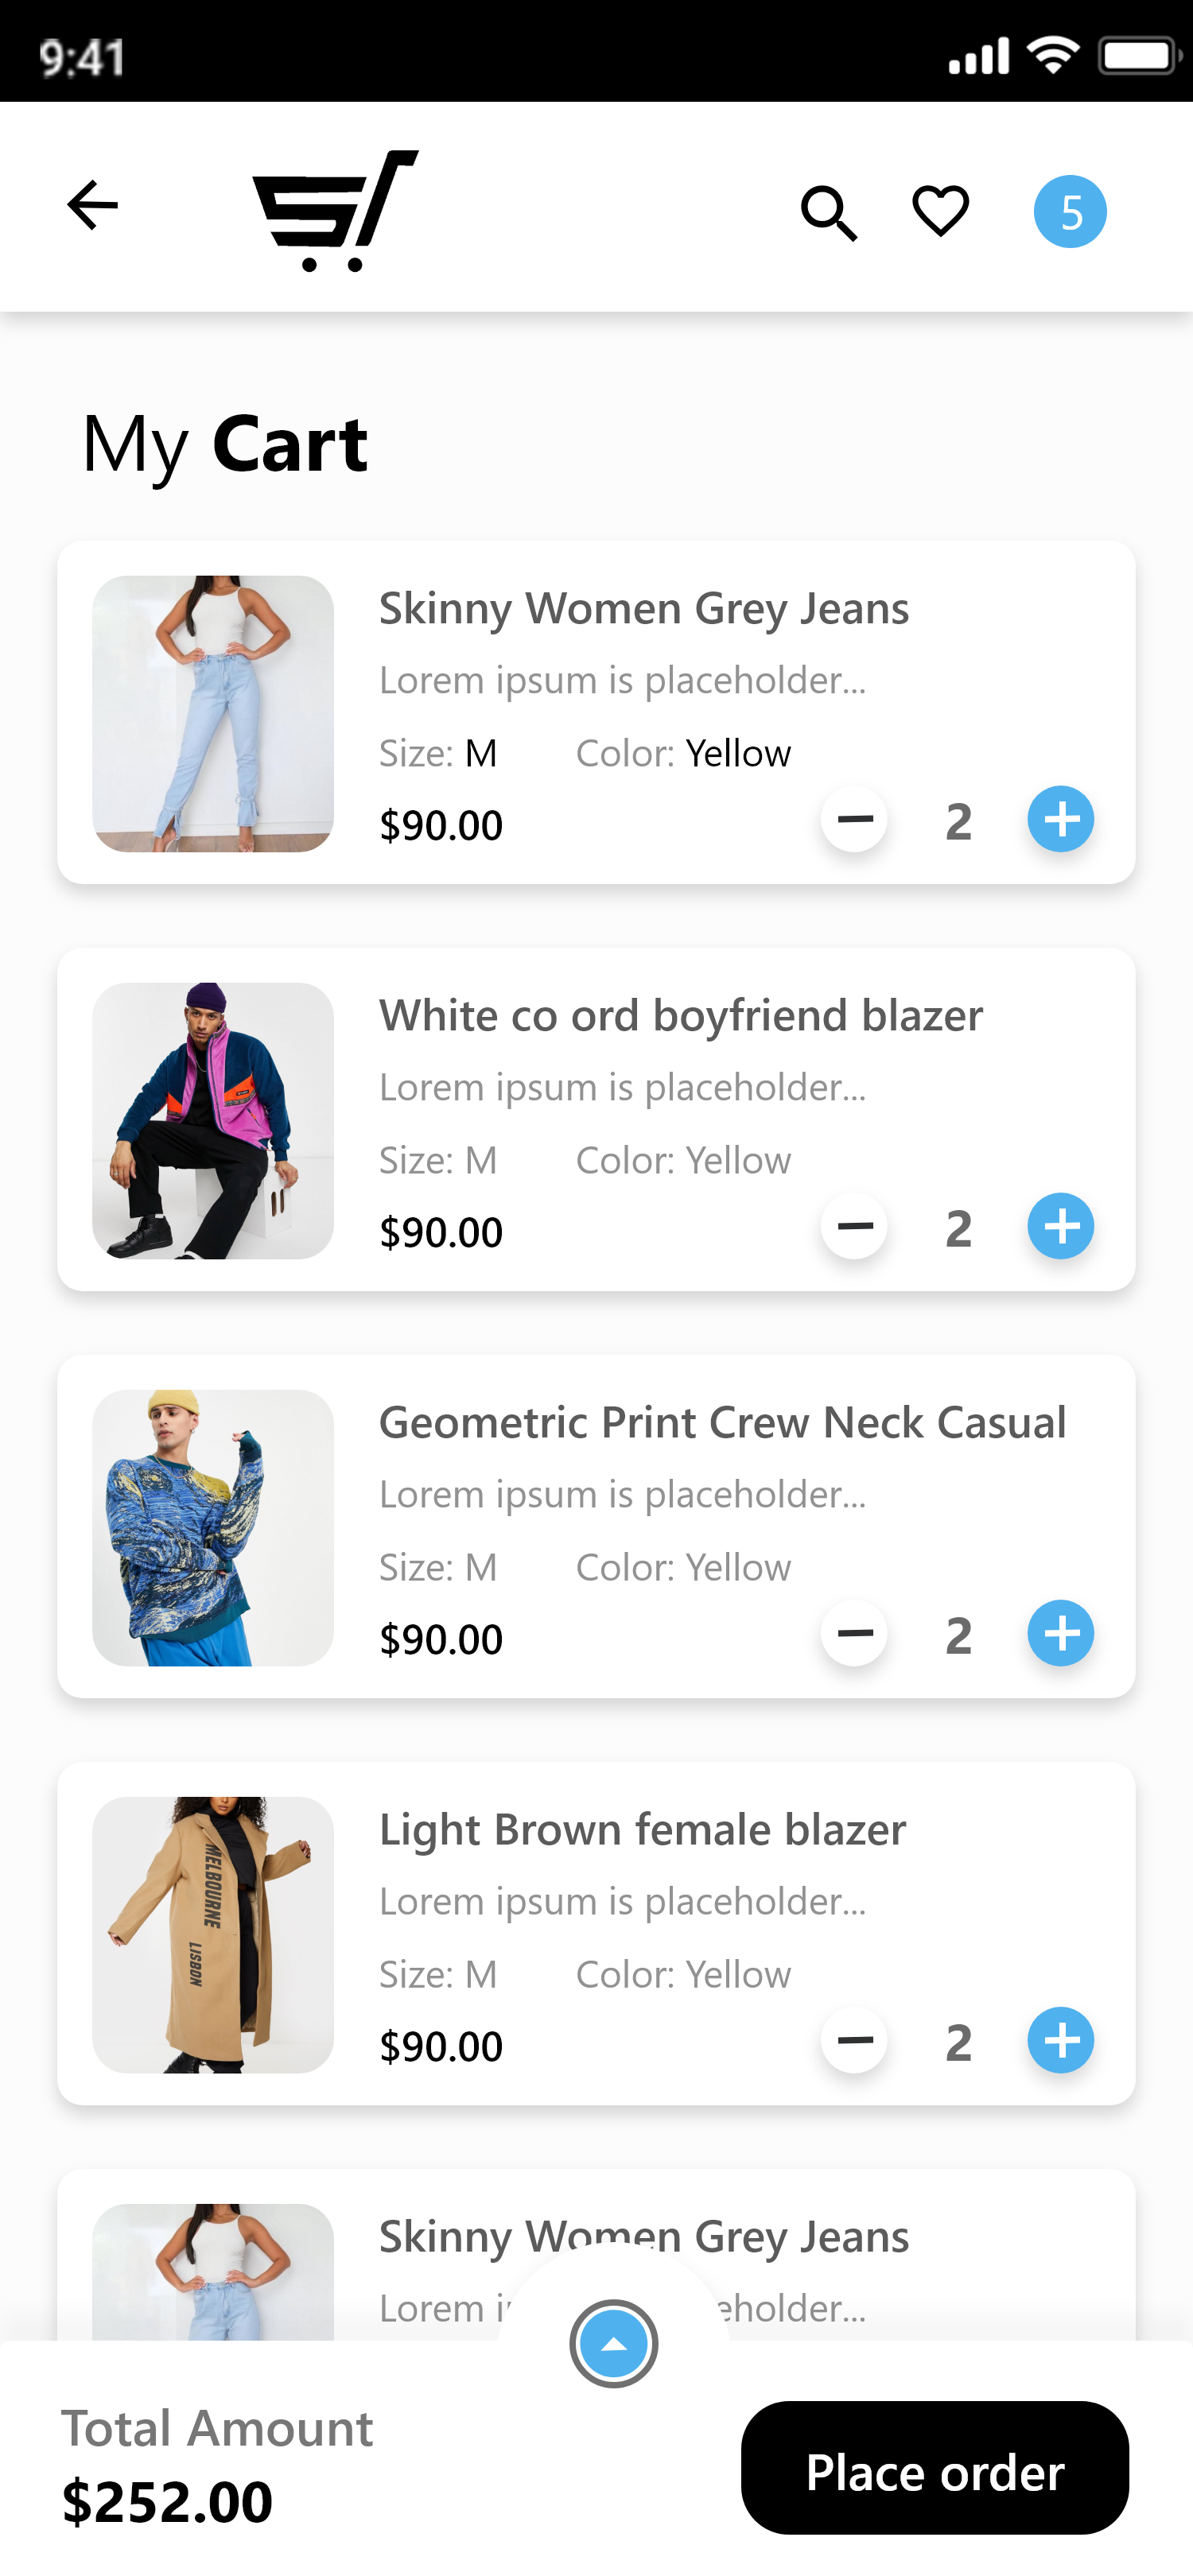 9:41
5
My Cart
Skinny Women Grey Jeans
Lorem ipsum is placeholder...
Size: M Color: Yellow
$90.00 2
White co ord boyfriend blazer
Lorem ipsum is placeholder...
Size: M Color: Yellow
$90.00 2
Geometric Print Crew Neck Casual
Lorem ipsum is placeholder...
Size: M Color: Yellow
$90.00 2
Light Brown female blazer
Lorem ipsum is placeholder...
Size: M Color: Yellow
$90.00 2
MELBOURNE
LISBON
Skinny Women Grey Jeans
Lorem
Total Amount
$252.00
Place order